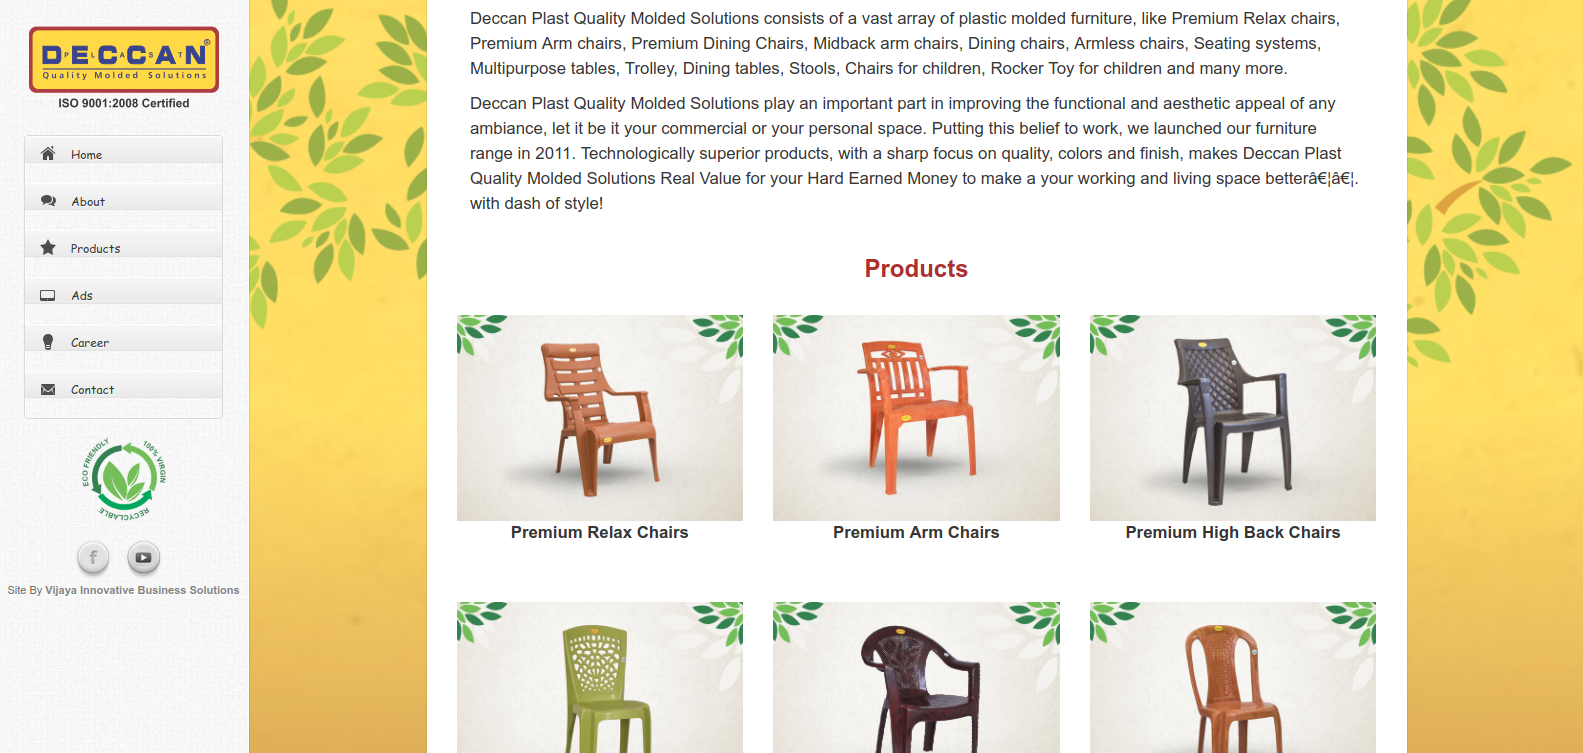 DECCAN®
PLAST
Quality Molded Solutions
ISO 9001:2008 Certified
Home
About
Products
Ads
Career
Contact
ECO FRIENDLY
100% VIRGIN
RECYCLABLE
f
Site By Vijaya Innovative Business Solutions
Deccan Plast Quality Molded Solutions consists of a vast array of plastic molded furniture, like Premium Relax chairs,
Premium Arm chairs, Premium Dining Chairs, Midback arm chairs, Dining chairs, Armless chairs, Seating systems,
Multipurpose tables, Trolley, Dining tables, Stools, Chairs for children, Rocker Toy for children and many more.
Deccan Plast Quality Molded Solutions play an important part in improving the functional and aesthetic appeal of any
ambiance, let it be it your commercial or your personal space. Putting this belief to work, we launched our furniture
range in 2011. Technologically superior products, with a sharp focus on quality, colors and finish, makes Deccan Plast
Quality Molded Solutions Real Value for your Hard Earned Money to make a your working and living space betterâ€¦â€¦.
with dash of style!
Products
Premium Relax Chairs
Premium Arm Chairs
Premium High Back Chairs